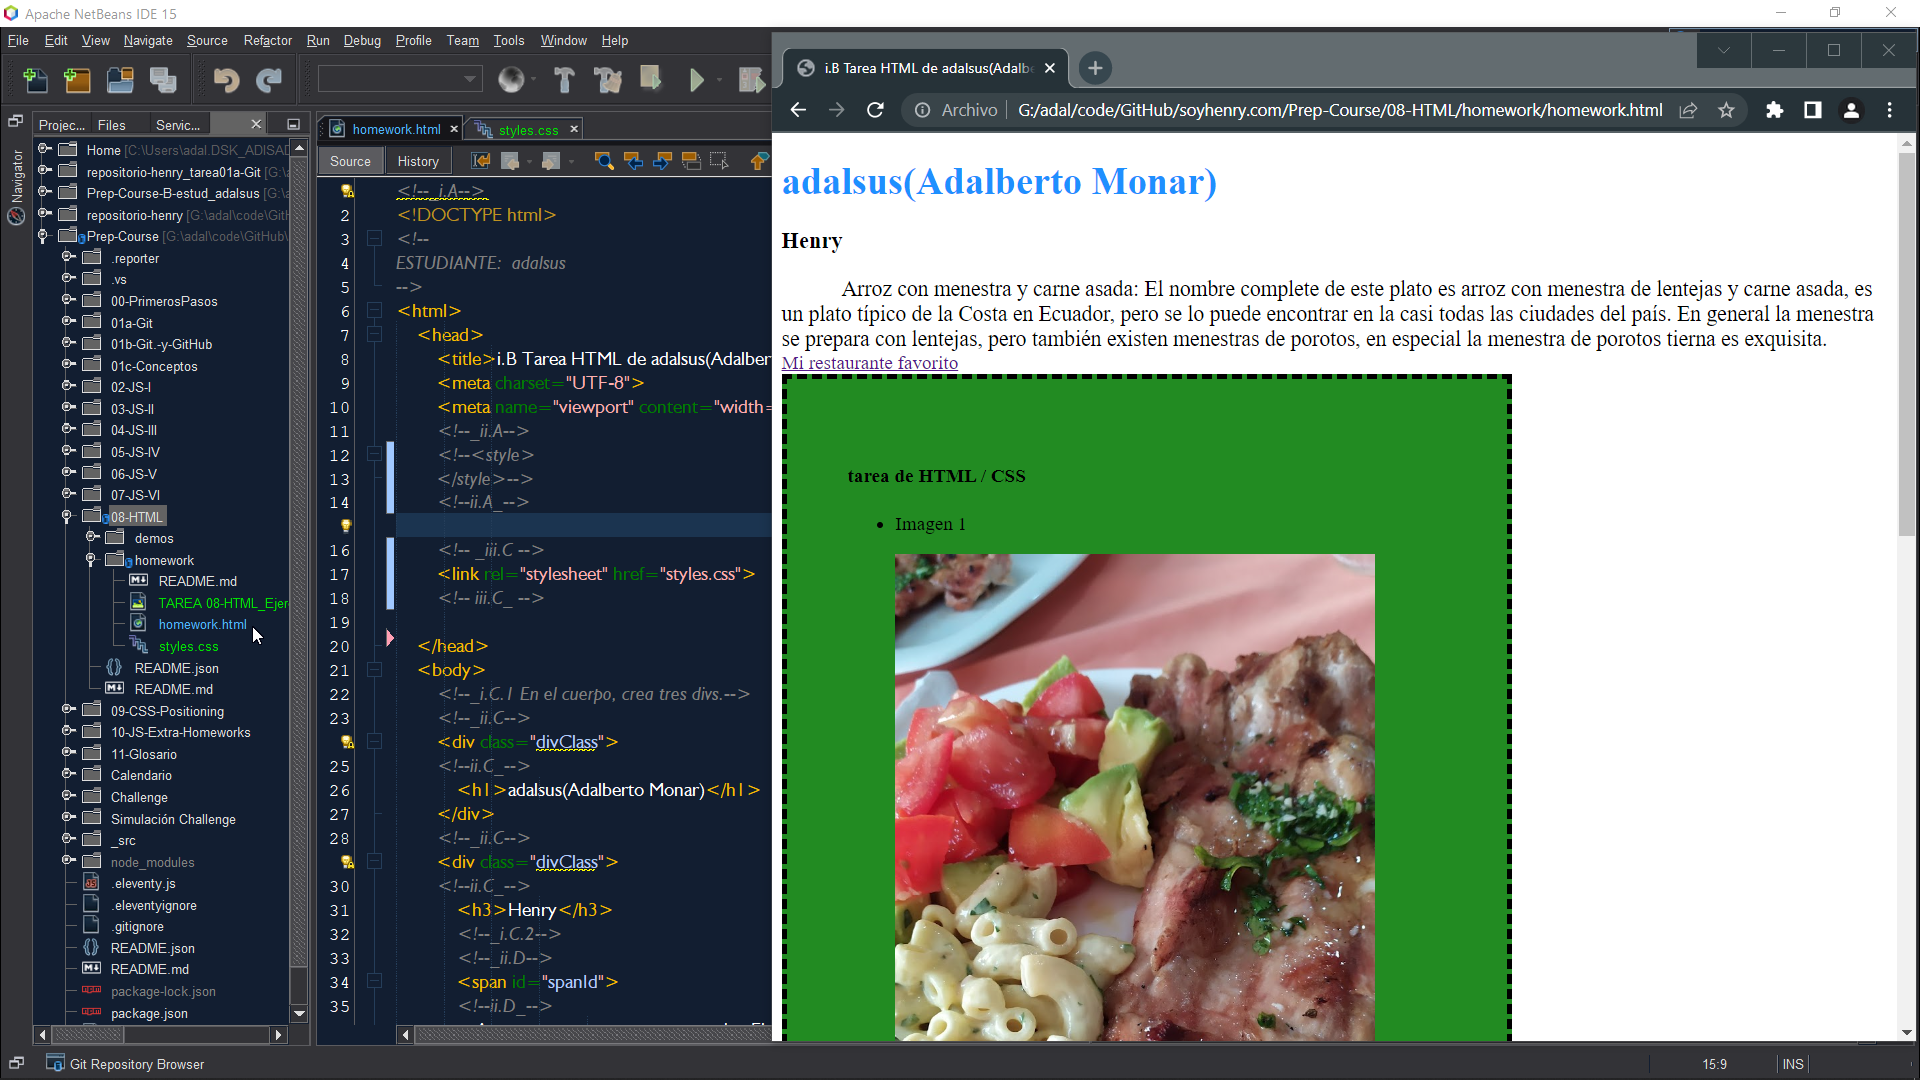 Apache NetBeans IDE 15
File Edit View Navigate Source Refactor Run Debug Profile Team Tools Window Help
Projec... Files Servic...
Navigator
Home [C:\Users\adal.DSK_ADISAD
repositorio-henry_tarea01a-Git [G:\a
Prep-Course-B-estud_adalsus [G:\a
repositorio-henry [G:\adal\code\GitH
Prep-Course [G:\adal\code\GitHub\
.reporter
.vs
00-PrimerosPasos
01a-Git
01b-Git.-y-GitHub
01c-Conceptos
02-JS-I
03-JS-II
04-JS-III
05-JS-IV
06-JS-V
07-JS-VI
08-HTML
demos
homework
README.md
TAREA 08-HTML_Ejer
homework.html
styles.css
README.json
README.md
09-CSS-Positioning
10-JS-Extra-Homeworks
11-Glosario
Calendario
Challenge
Simulación Challenge
_src
node_modules
.eleventy.js
.eleventyignore
.gitignore
README.json
README.md
package-lock.json
package.json
Git Repository Browser
homework.html styles.css
Source History
<!--_i.A-->
2 <!DOCTYPE html>
3 <!--
4 ESTUDIANTE: adalsus
5 -->
6 <html>
7 <head>
8 <title>i.B Tarea HTML de adalsus(Adalber
9 <meta charset="UTF-8">
10 <meta name="viewport" content="width=
11 <!--_ii.A-->
12 <!--<style>
13 </style>-->
14 <!--ii.A_-->
16 <!-- _iii.C -->
17 <link rel="stylesheet" href="styles.css">
18 <!-- iii.C_ -->
19
20 </head>
21 <body>
22 <!--_i.C.1 En el cuerpo, crea tres divs.-->
23 <!--_ii.C-->
<div class="divClass">
25 <!--ii.C_-->
26 <h1>adalsus(Adalberto Monar)</h1>
27 </div>
28 <!--_ii.C-->
<div class="divClass">
30 <!--ii.C_-->
31 <h3>Henry</h3>
32 <!--_i.C.2-->
33 <!--_ii.D-->
34 <span id="spanId">
35 <!--ii.D_-->
i.B Tarea HTML de adalsus(Adalb
Archivo G:/adal/code/GitHub/soyhenry.com/Prep-Course/08-HTML/homework/homework.html
adalsus(Adalberto Monar)
Henry
Arroz con menestra y carne asada: El nombre complete de este plato es arroz con menestra de lentejas y carne asada, es
un plato típico de la Costa en Ecuador, pero se lo puede encontrar en la casi todas las ciudades del país. En general la menestra
se prepara con lentejas, pero también existen menestras de porotos, en especial la menestra de porotos tierna es exquisita.
Mi restaurante favorito
tarea de HTML / CSS
Imagen 1
15:9 INS